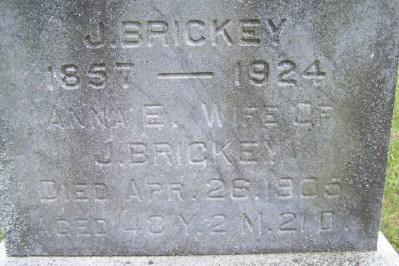 J. BRICKEY
1857 — 1924
ANNA E. WIFE OF
J. BRICKEY
DIED APR. 26, 1905
AGED 43 Y. 2 M. 21 D.